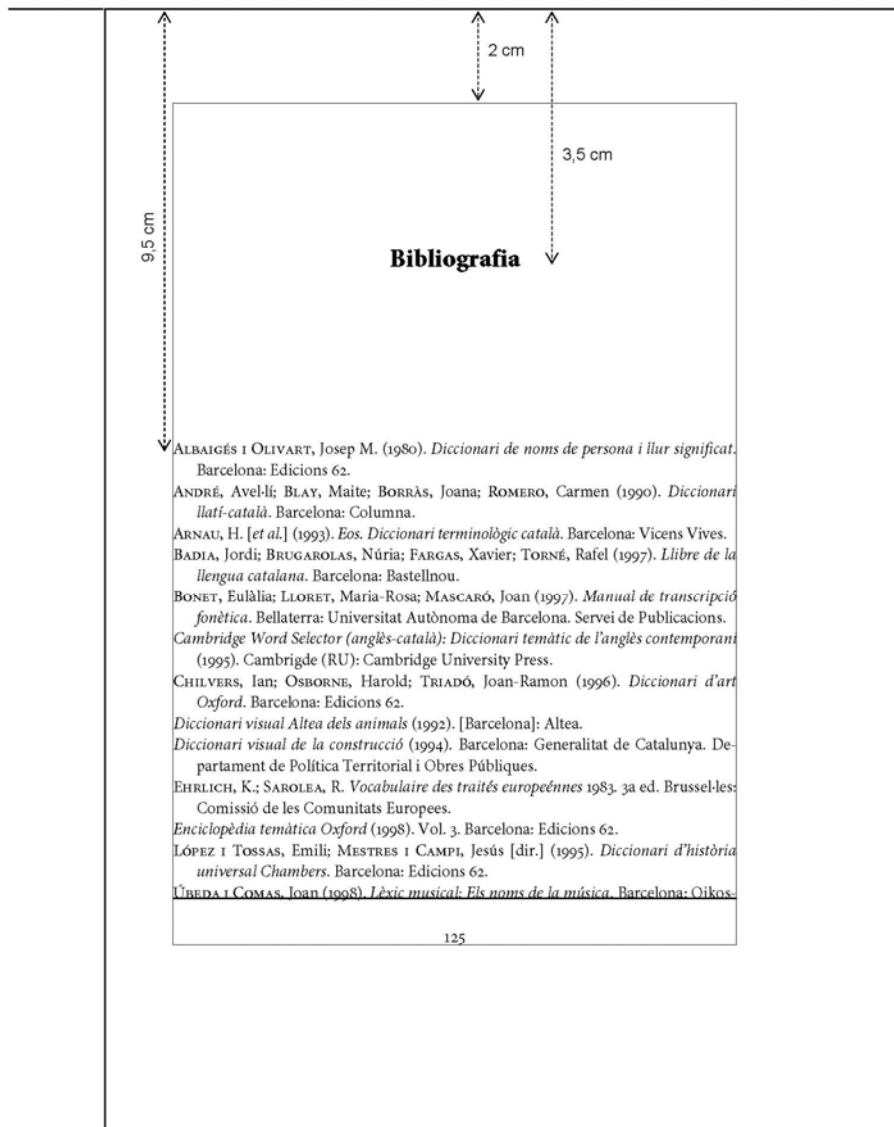 2 cm
3,5 cm
9,5 cm
Bibliografia
ALBAIGÉS I OLIVART, Josep M. (1980). Diccionari de noms de persona i llur significat.
Barcelona: Edicions 62.
ANDRÉ, Avel·lí; BLAY, Maite; BORRÀS, Joana; ROMERO, Carmen (1990). Diccionari
llatí-català. Barcelona: Columna.
ARNAU, H. [et al.] (1993). Eos. Diccionari terminològic català. Barcelona: Vicens Vives.
BADIA, Jordi; BRUGAROLAS, Núria; FARGAS, Xavier; TORNÉ, Rafel (1997). Llibre de la
llengua catalana. Barcelona: Bastellnou.
BONET, Eulàlia; LLORET, Maria-Rosa; MASCARÓ, Joan (1997). Manual de transcripció
fonètica. Bellaterra: Universitat Autònoma de Barcelona. Servei de Publicacions.
Cambridge Word Selector (anglès-català): Diccionari temàtic de l'anglès contemporani
(1995). Cambrigde (RU): Cambridge University Press.
CHILVERS, Ian; OSBORNE, Harold; TRIADÓ, Joan-Ramon (1996). Diccionari d'art
Oxford. Barcelona: Edicions 62.
Diccionari visual Altea dels animals (1992). [Barcelona]: Altea.
Diccionari visual de la construcció (1994). Barcelona: Generalitat de Catalunya. De-
partament de Política Territorial i Obres Públiques.
EHRLICH, K.; SAROLEA, R. Vocabulaire des traités europeénnes 1983. 3a ed. Brussel·les:
Comissió de les Comunitats Europees.
Enciclopèdia temàtica Oxford (1998). Vol. 3. Barcelona: Edicions 62.
LÓPEZ I TOSSAS, Emili; MESTRES I CAMPI, Jesús [dir.] (1995). Diccionari d'història
universal Chambers. Barcelona: Edicions 62.
ÚBEDA I COMAS, Joan (1998). Lèxic musical: Els noms de la música. Barcelona: Oikos-
125